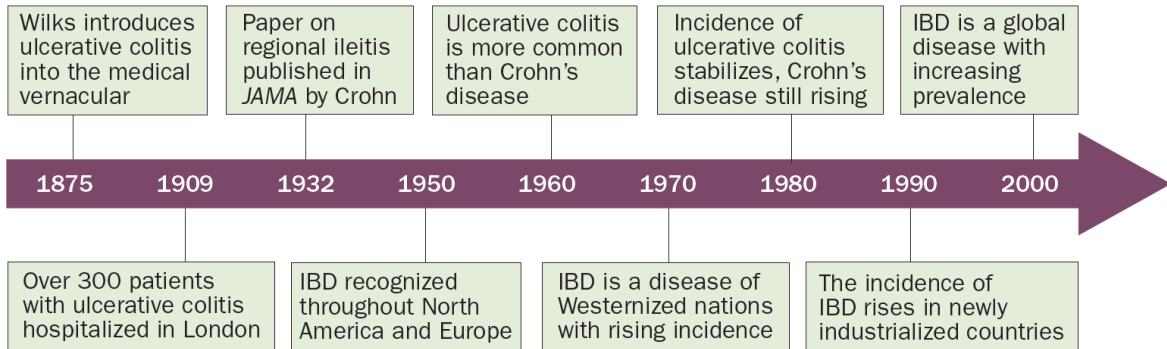 Wilks introduces
ulcerative colitis
into the medical
vernacular
Paper on
regional ileitis
published in
JAMA by Crohn
Ulcerative colitis
is more common
than Crohn's
disease
Incidence of
ulcerative colitis
stabilizes, Crohn's
disease still rising
IBD is a global
disease with
increasing
prevalence
1875 1909 1932 1950 1960 1970 1980 1990 2000
Over 300 patients
with ulcerative colitis
hospitalized in London
IBD recognized
throughout North
America and Europe
IBD is a disease of
Westernized nations
with rising incidence
The incidence of
IBD rises in newly
industrialized countries